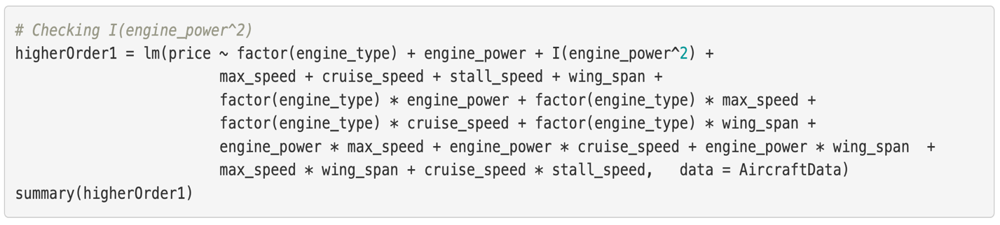 # Checking I(engine_power^2)
higherOrder1 = lm(price ~ factor(engine_type) + engine_power + I(engine_power^2) +
max_speed + cruise_speed + stall_speed + wing_span +
factor(engine_type) * engine_power + factor(engine_type) * max_speed +
factor(engine_type) * cruise_speed + factor(engine_type) * wing_span +
engine_power * max_speed + engine_power * cruise_speed + engine_power * wing_span  +
max_speed * wing_span + cruise_speed * stall_speed,   data = AircraftData)
summary(higherOrder1)